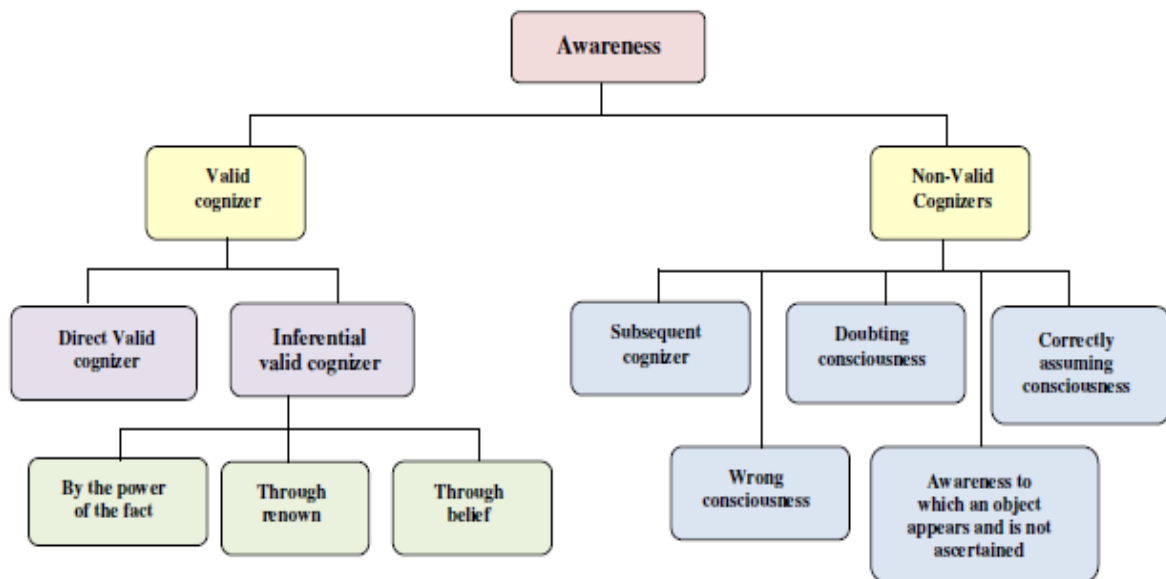 Awareness
Valid
cognizer
Non-Valid
Cognizers
Direct Valid
cognizer
Inferential
valid cognizer
Subsequent
cognizer
Doubting
consciousness
Correctly
assuming
consciousness
By the power
of the fact
Through
renown
Through
belief
Wrong
consciousness
Awareness to
which an object
appears and is not
ascertained